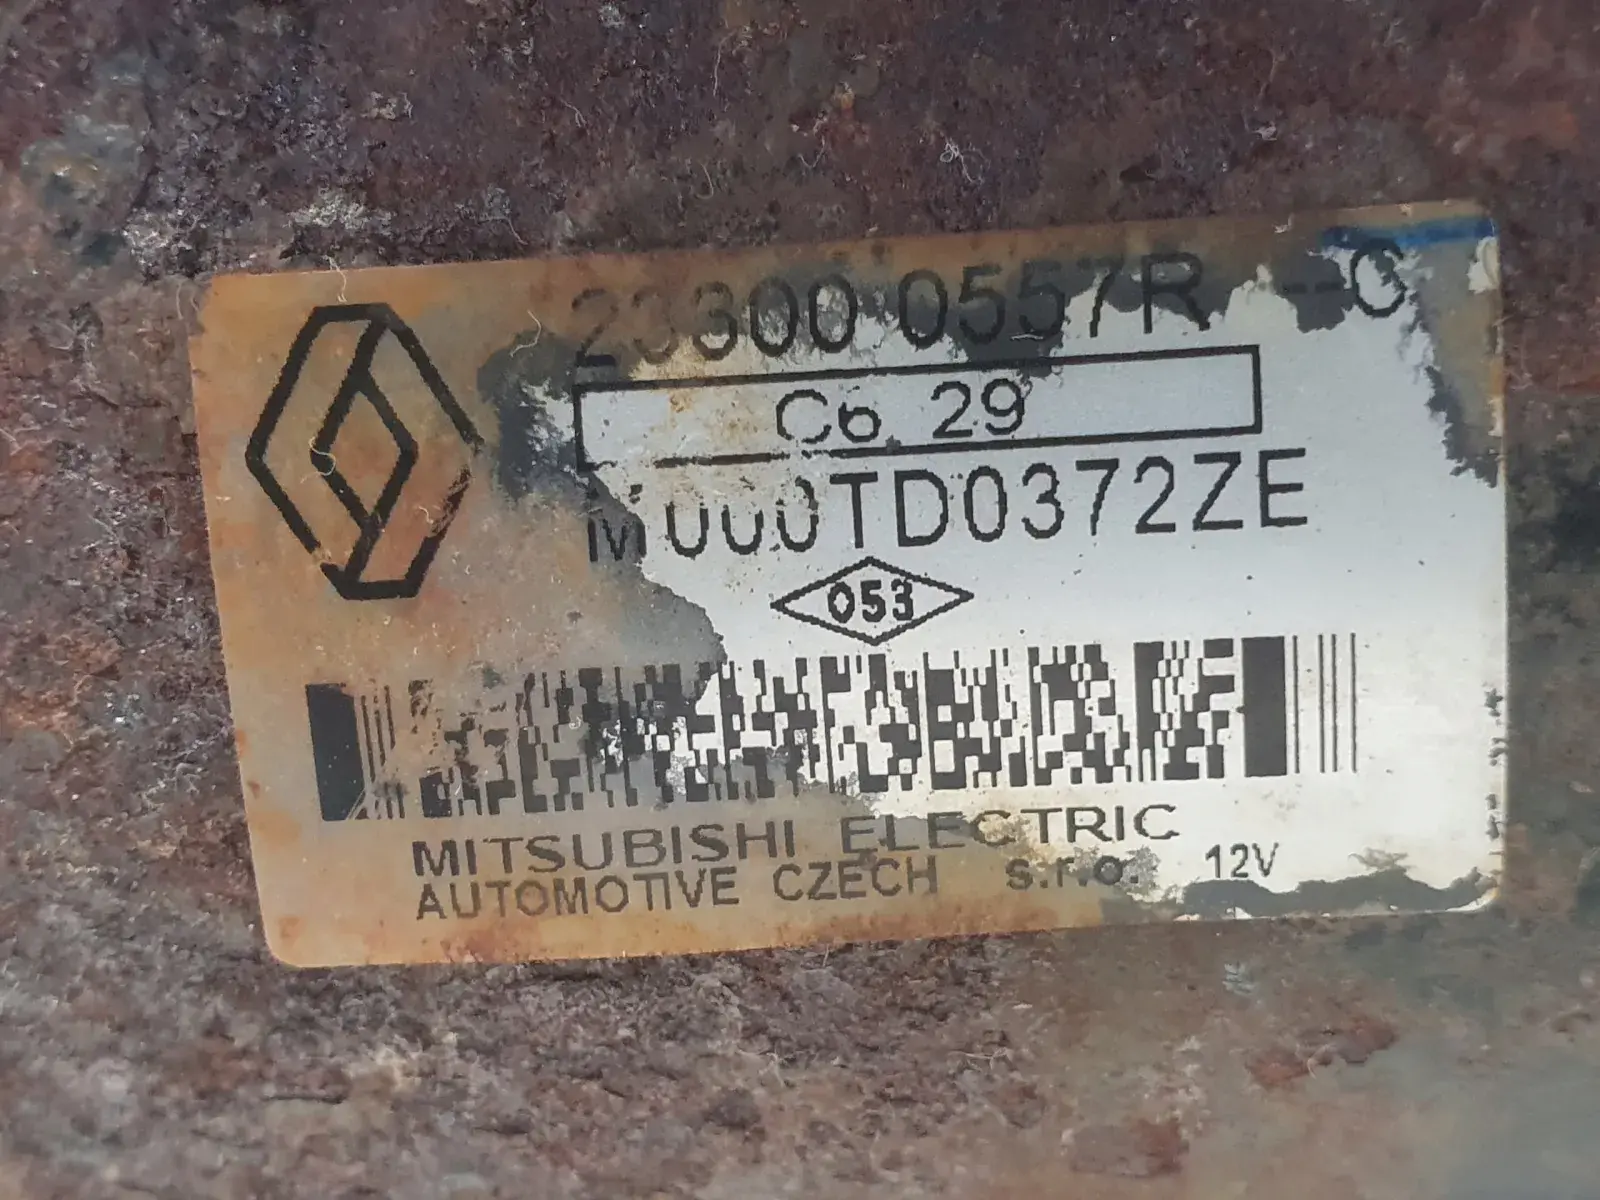 23300 0557R --C
C6 29
M000TD0372ZE
053
MITSUBISHI ELECTRIC
AUTOMOTIVE CZECH s.r.o. 12V